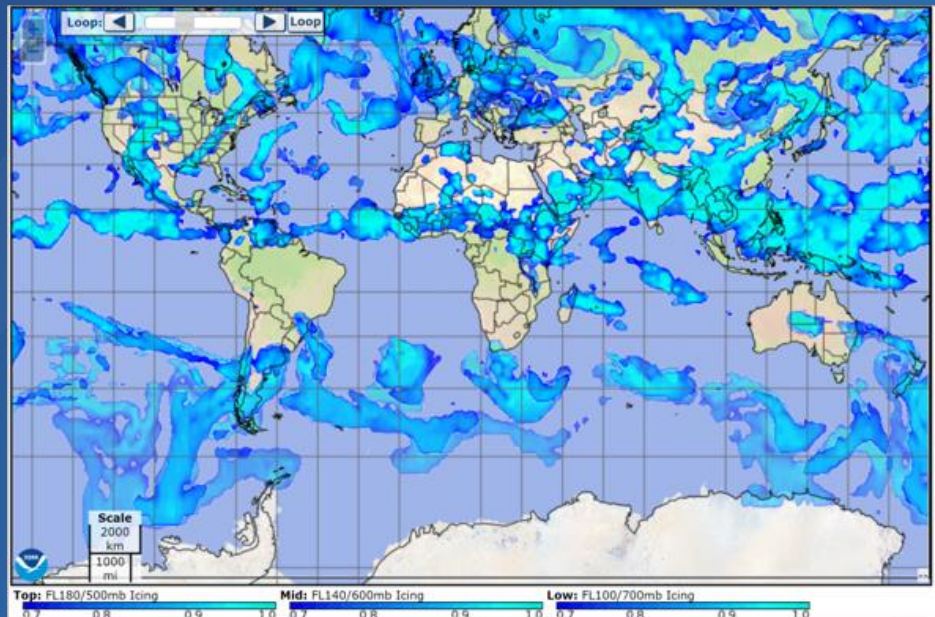 Loop: Loop
Scale
2000
km
1000
mi
NOAA
Top: FL180/500mb Icing Mid: FL140/600mb Icing Low: FL100/700mb Icing
0.7 0.8 0.9 1.0 0.7 0.8 0.9 1.0 0.7 0.8 0.9 1.0